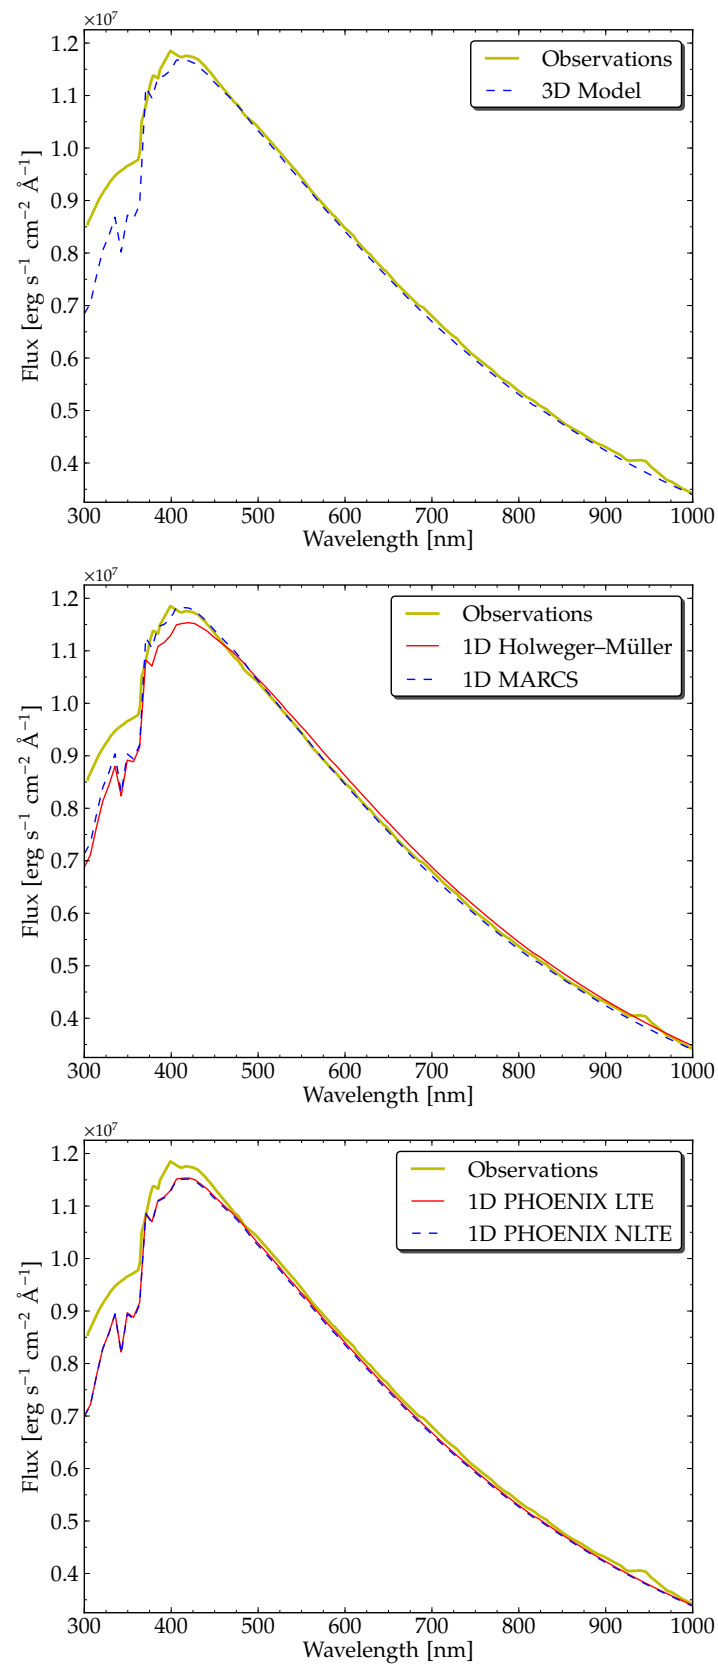 ×10⁷
1.2
1.1
1.0
0.9
0.8
0.7
0.6
0.5
0.4
Flux [erg s⁻¹ cm⁻² Å⁻¹]
Observations
3D Model
300 400 500 600 700 800 900 1000
Wavelength [nm]
×10⁷
1.2
1.1
1.0
0.9
0.8
0.7
0.6
0.5
0.4
Flux [erg s⁻¹ cm⁻² Å⁻¹]
Observations
1D Holweger–Müller
1D MARCS
300 400 500 600 700 800 900 1000
Wavelength [nm]
×10⁷
1.2
1.1
1.0
0.9
0.8
0.7
0.6
0.5
0.4
Flux [erg s⁻¹ cm⁻² Å⁻¹]
Observations
1D PHOENIX LTE
1D PHOENIX NLTE
300 400 500 600 700 800 900 1000
Wavelength [nm]